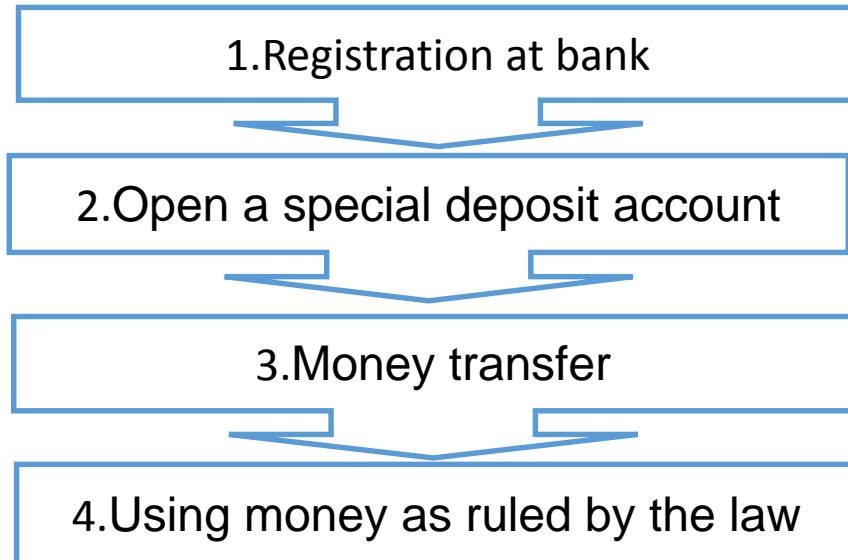 1.Registration at bank
2.Open a special deposit account
3.Money transfer
4.Using money as ruled by the law